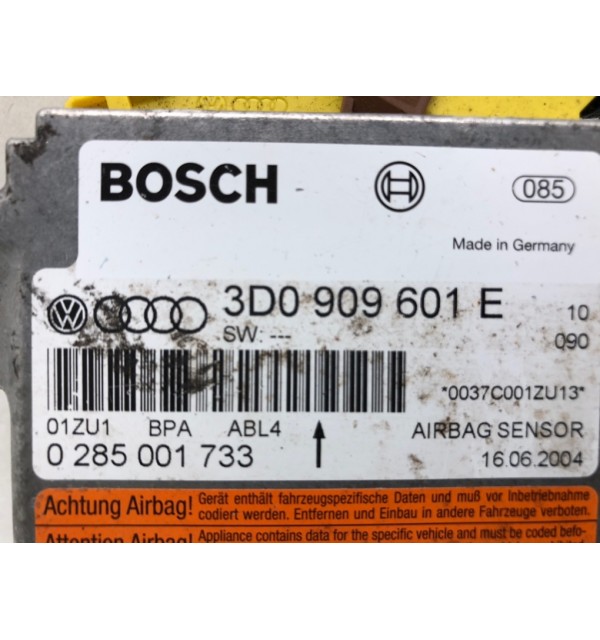 BOSCH
085
Made in Germany
3D0 909 601 E
10
SW: ---
090
*0037C001ZU13*
01ZU1 BPA ABL4
AIRBAG SENSOR
0 285 001 733
16.06.2004
Achtung Airbag! Gerät enthält fahrzeugspezifische Daten und muß vor Inbetriebnahme
codiert werden. Entfernen und Einbau in andere Fahrzeuge verboten.
Attention Airbag! Appliance contains data for the specific vehicle and must be coded befo-